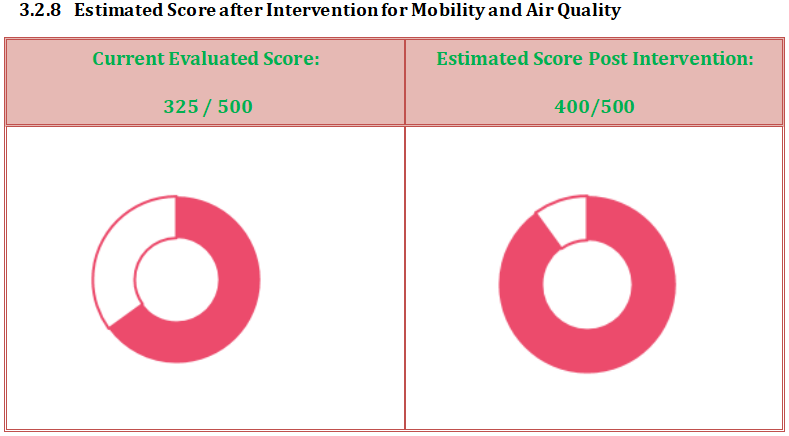 3.2.8 Estimated Score after Intervention for Mobility and Air Quality
Current Evaluated Score:
325 / 500
Estimated Score Post Intervention:
400/500